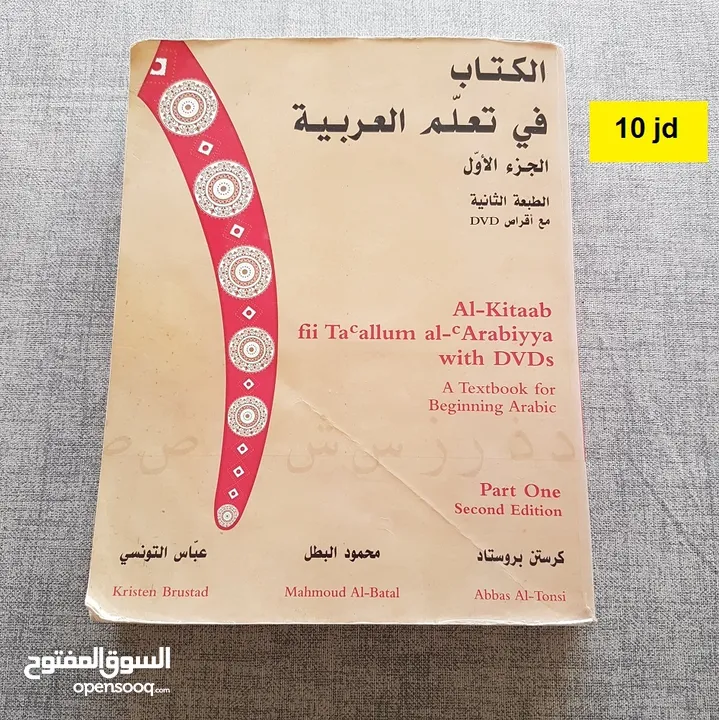 الكتاب
في تعلّم العربية
الجزء الأوّل
الطبعة الثانية
مع أقراص DVD
10 jd
Al-Kitaab
fii Taᶜallum al-ᶜArabiyya
with DVDs
A Textbook for
Beginning Arabic
د ذ ر ز س ش ص ض
Part One
Second Edition
كرستن بروستاد محمود البطل عبّاس التونسي
Kristen Brustad Mahmoud Al-Batal Abbas Al-Tonsi
السوق المفتوح
opensooq.com